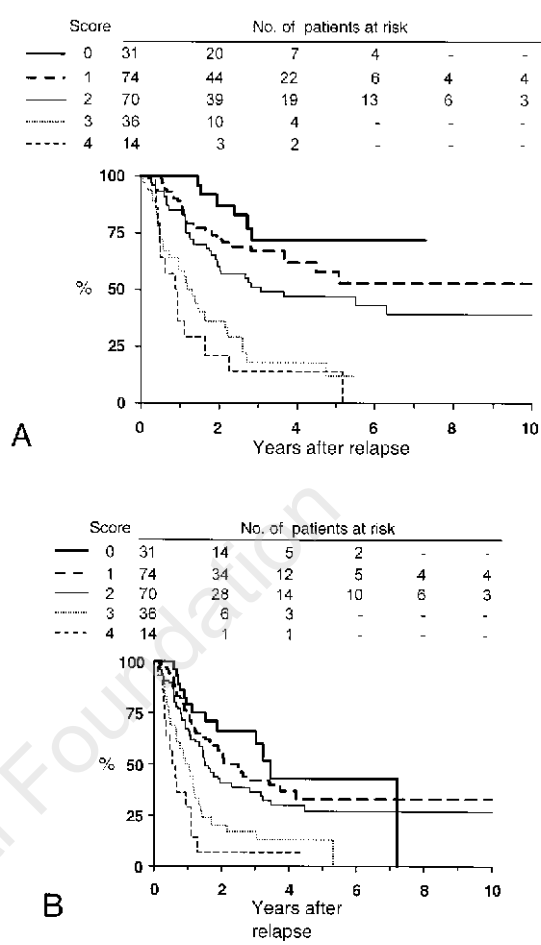 Score No. of patients at risk
0 31 20 7 4 - -
1 74 44 22 6 4 4
2 70 39 19 13 6 3
3 36 10 4 - - -
4 14 3 2 - - -
100
75
%
50
25
0
0 2 4 6 8 10
A
Years after relapse
Score No. of patients at risk
0 31 14 5 2 - -
1 74 34 12 5 4 4
2 70 28 14 10 6 3
3 36 6 3 - - -
4 14 1 1 - - -
100
75
%
50
25
0
0 2 4 6 8 10
B
Years after
relapse
Foundation